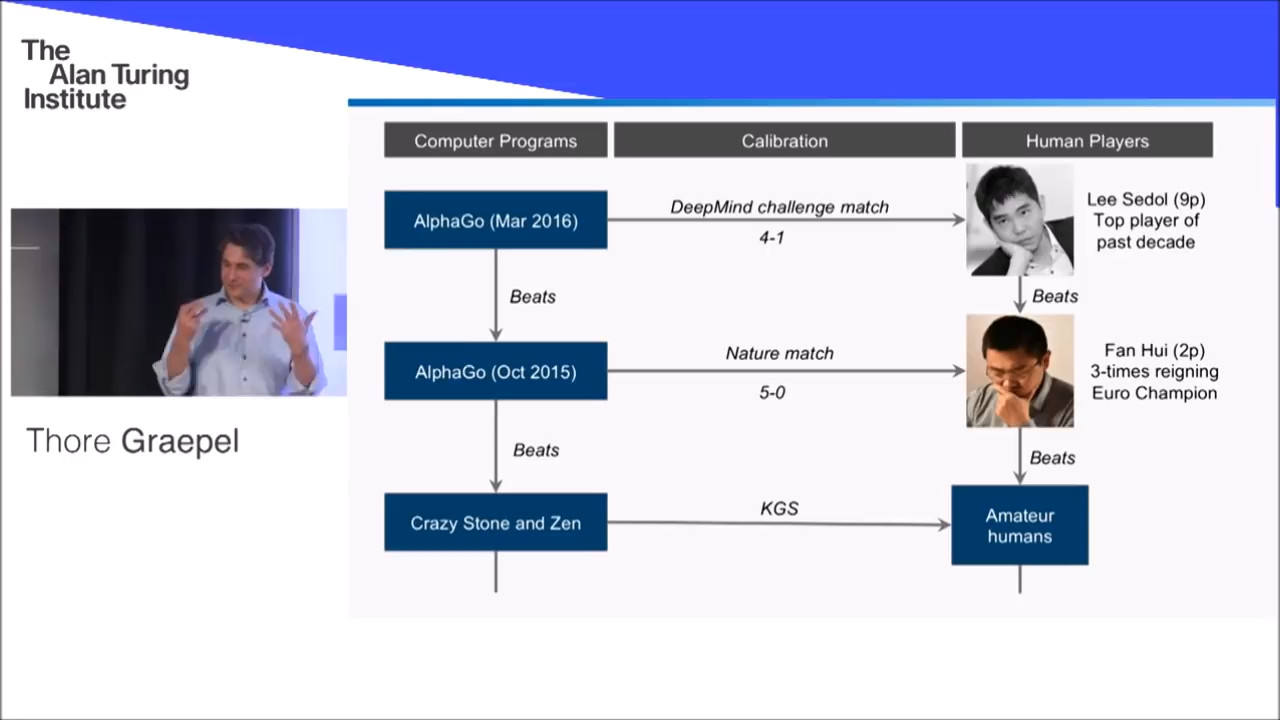 The
Alan Turing
Institute
Computer Programs
Calibration
Human Players
AlphaGo (Mar 2016)
DeepMind challenge match
4-1
Lee Sedol (9p)
Top player of
past decade
Beats
Beats
AlphaGo (Oct 2015)
Nature match
5-0
Fan Hui (2p)
3-times reigning
Euro Champion
Beats
Beats
Crazy Stone and Zen
KGS
Amateur
humans
Thore Graepel